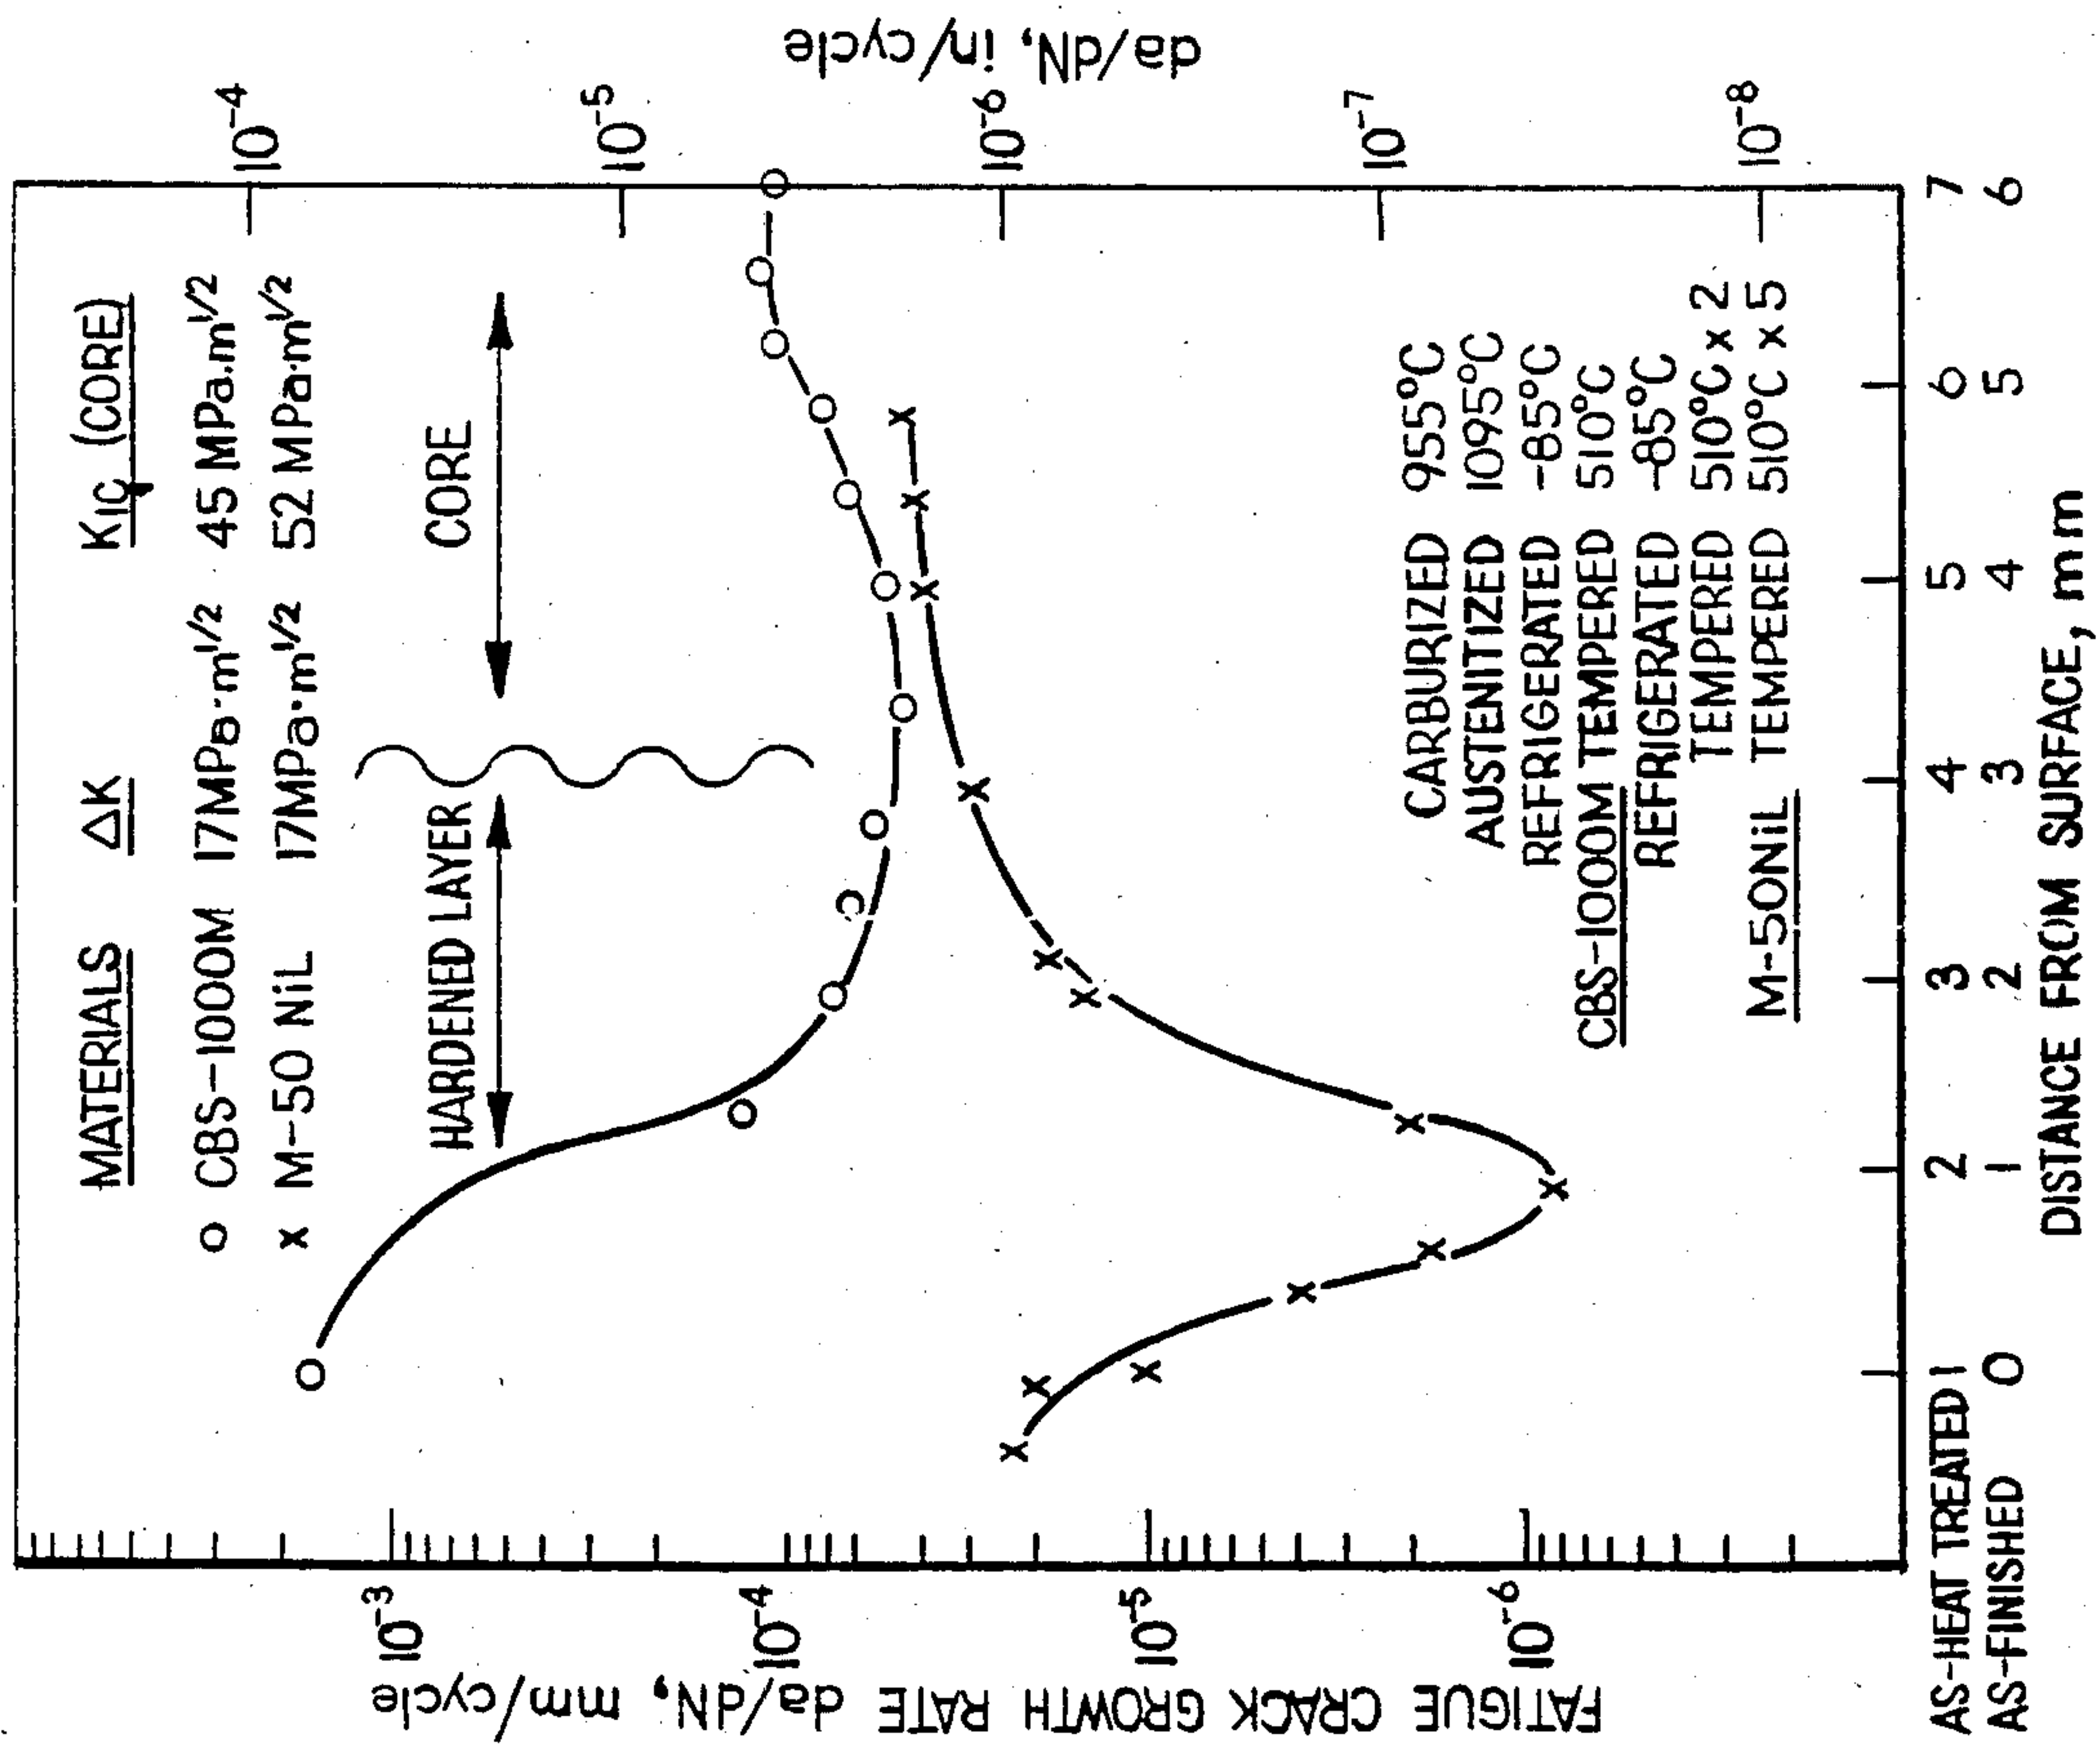 MATERIALS ΔK K_IC (CORE)
o CBS-1000M 17MPa·m^1/2 45 MPa.m^1/2
x M-50 NiL 17MPa·m^1/2 52 MPa·m^1/2
HARDENED LAYER
CORE
CARBURIZED 955°C
AUSTENITIZED 1095°C
REFRIGERATED -85°C
CBS-1000M TEMPERED 510°C
REFRIGERATED -85°C
TEMPERED 510°C x 2
M-50NiL TEMPERED 510°C x 5
FATIGUE CRACK GROWTH RATE da/dN, mm/cycle
10^-3
10^-4
10^-5
10^-6
da/dN, in/cycle
10^-4
10^-5
10^-6
10^-7
10^-8
AS-HEAT TREATED 1 2 3 4 5 6 7
AS-FINISHED 0 1 2 3 4 5 6
DISTANCE FROM SURFACE, mm